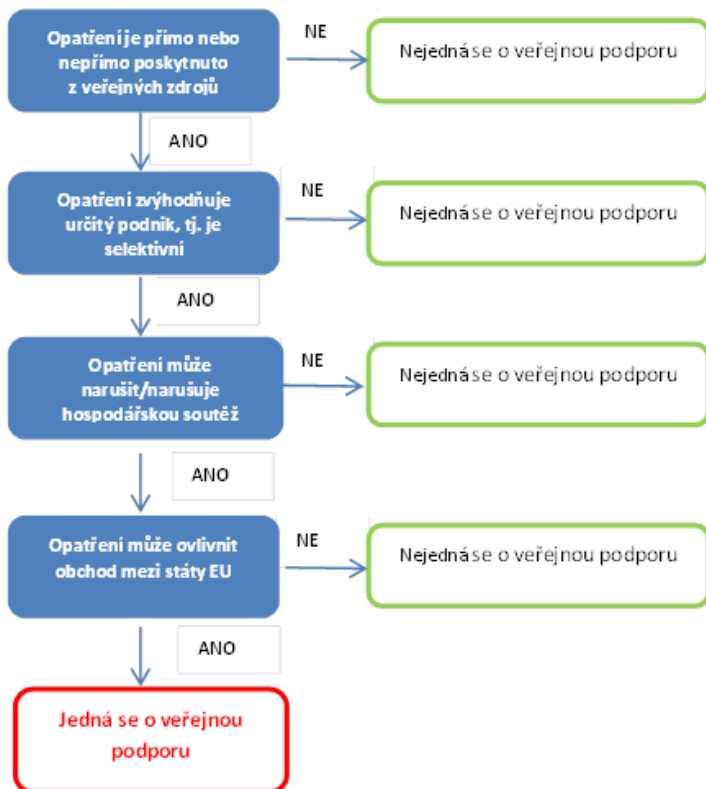 Opatření je přímo nebo
nepřímo poskytnuto
z veřejných zdrojů
NE
Nejedná se o veřejnou podporu
ANO
Opatření zvýhodňuje
určitý podnik, tj. je
selektivní
NE
Nejedná se o veřejnou podporu
ANO
Opatření může
narušit/narušuje
hospodářskou soutěž
NE
Nejedná se o veřejnou podporu
ANO
Opatření může ovlivnit
obchod mezi státy EU
NE
Nejedná se o veřejnou podporu
ANO
Jedná se o veřejnou
podporu